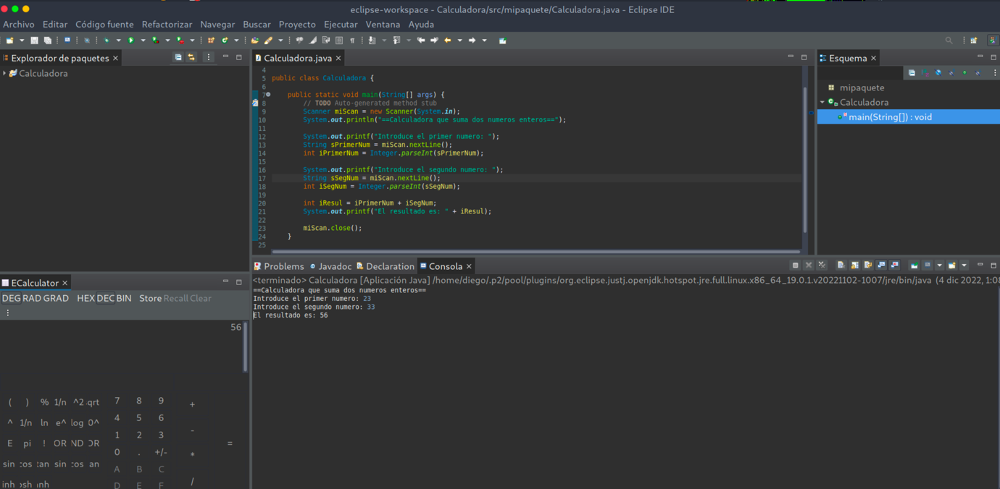 eclipse-workspace - Calculadora/src/mipaquete/Calculadora.java - Eclipse IDE
Archivo Editar Código fuente Refactorizar Navegar Buscar Proyecto Ejecutar Ventana Ayuda
Explorador de paquetes
Calculadora
Calculadora.java
4
5 public class Calculadora {
6
7 public static void main(String[] args) {
8 // TODO Auto-generated method stub
9 Scanner miScan = new Scanner(System.in);
10 System.out.println("==Calculadora que suma dos numeros enteros==");
11
12 System.out.printf("Introduce el primer numero: ");
13 String sPrimerNum = miScan.nextLine();
14 int iPrimerNum = Integer.parseInt(sPrimerNum);
15
16 System.out.printf("Introduce el segundo numero: ");
17 String sSegNum = miScan.nextLine();
18 int iSegNum = Integer.parseInt(sSegNum);
19
20 int iResul = iPrimerNum + iSegNum;
21 System.out.printf("El resultado es: " + iResul);
22
23 miScan.close();
24 }
25
Esquema
mipaquete
Calculadora
main(String[]) : void
ECalculator
DEG RAD GRAD HEX DEC BIN Store Recall Clear
56
( ) % 1/n ^2 qrt 7 8 9 +
^ 1/n ln e^ log 0^ 4 5 6 -
E pi ! OR ND OR 1 2 3 =
0 . +/- *
sin cos tan sin cos an A B C
inh osh inh D E F /
Problems Javadoc Declaration Consola
<terminado> Calculadora [Aplicación Java] /home/diego/.p2/pool/plugins/org.eclipse.justj.openjdk.hotspot.jre.full.linux.x86_64_19.0.1.v20221102-1007/jre/bin/java (4 dic 2022, 1:08
==Calculadora que suma dos numeros enteros==
Introduce el primer numero: 23
Introduce el segundo numero: 33
El resultado es: 56